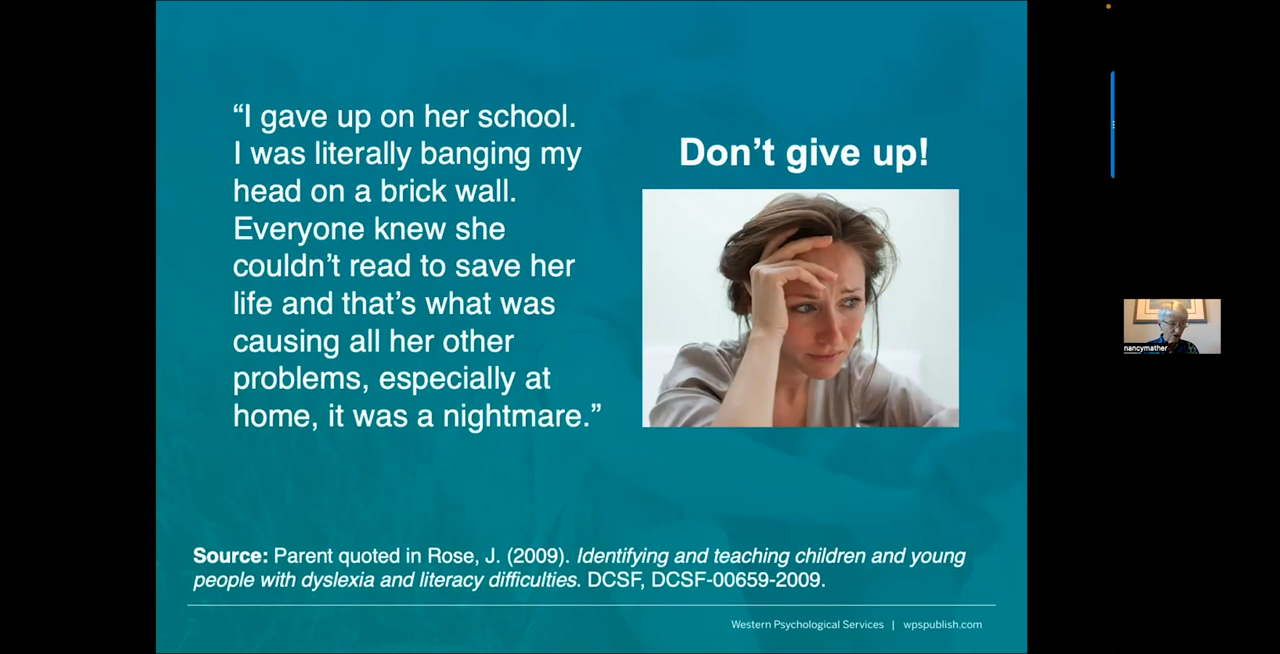 “I gave up on her school.
I was literally banging my
head on a brick wall.
Everyone knew she
couldn’t read to save her
life and that’s what was
causing all her other
problems, especially at
home, it was a nightmare.”
Don’t give up!
Source: Parent quoted in Rose, J. (2009). Identifying and teaching children and young
people with dyslexia and literacy difficulties. DCSF, DCSF-00659-2009.
Western Psychological Services | wpspublish.com
nancymather